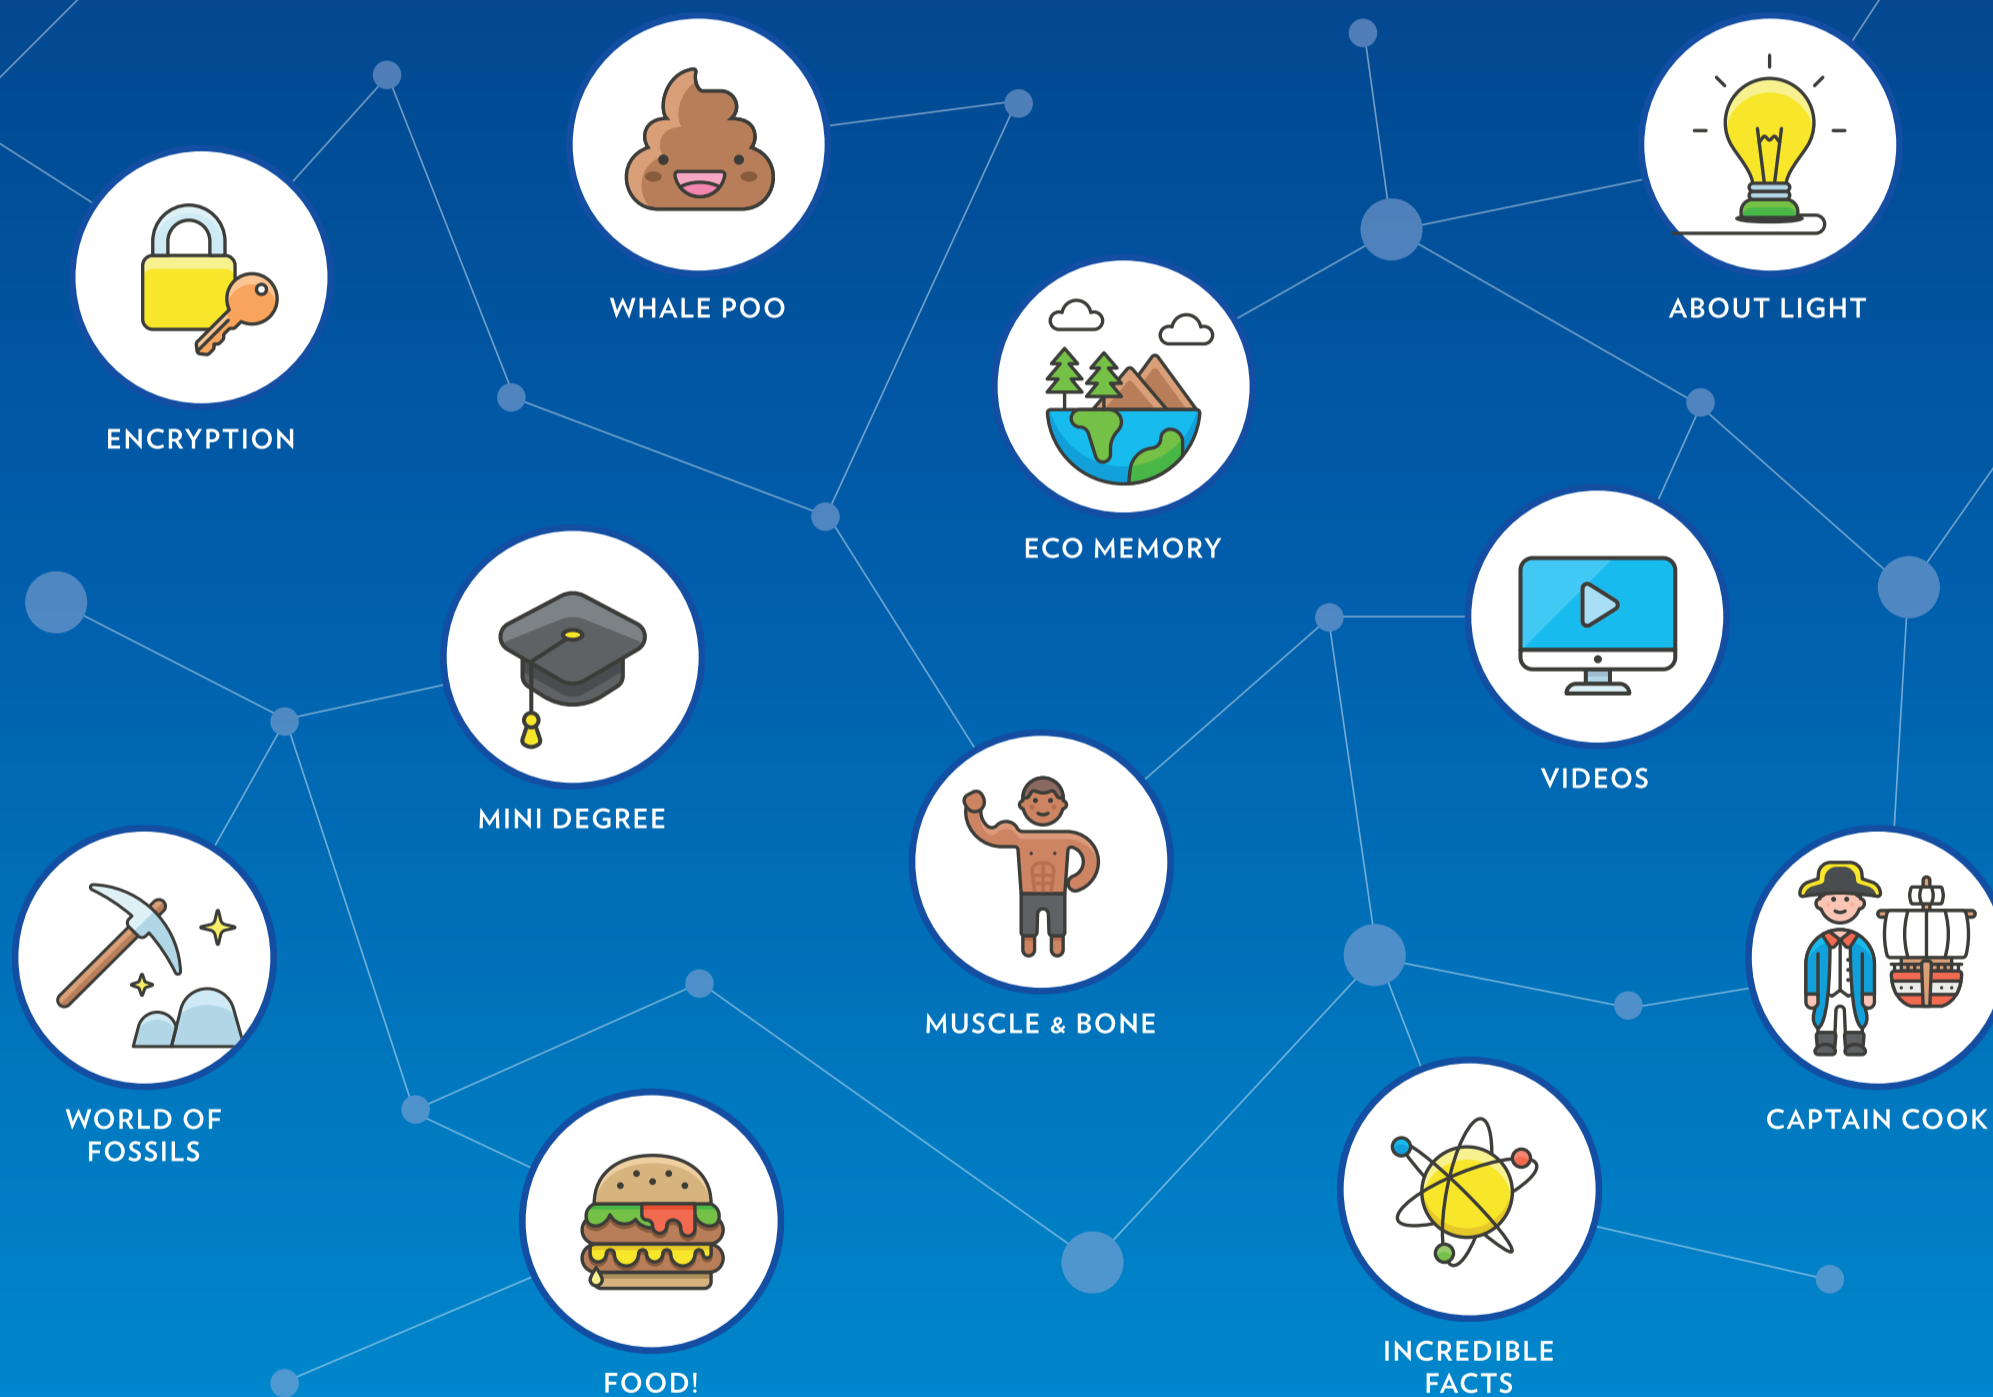 WHALE POO
ABOUT LIGHT
ENCRYPTION
ECO MEMORY
VIDEOS
MINI DEGREE
MUSCLE & BONE
WORLD OF
FOSSILS
CAPTAIN COOK
FOOD!
INCREDIBLE
FACTS